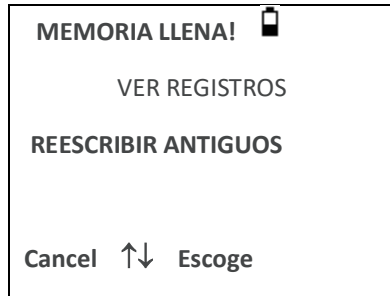 MEMORIA LLENA!
VER REGISTROS
REESCRIBIR ANTIGUOS
Cancel ↑↓ Escoge